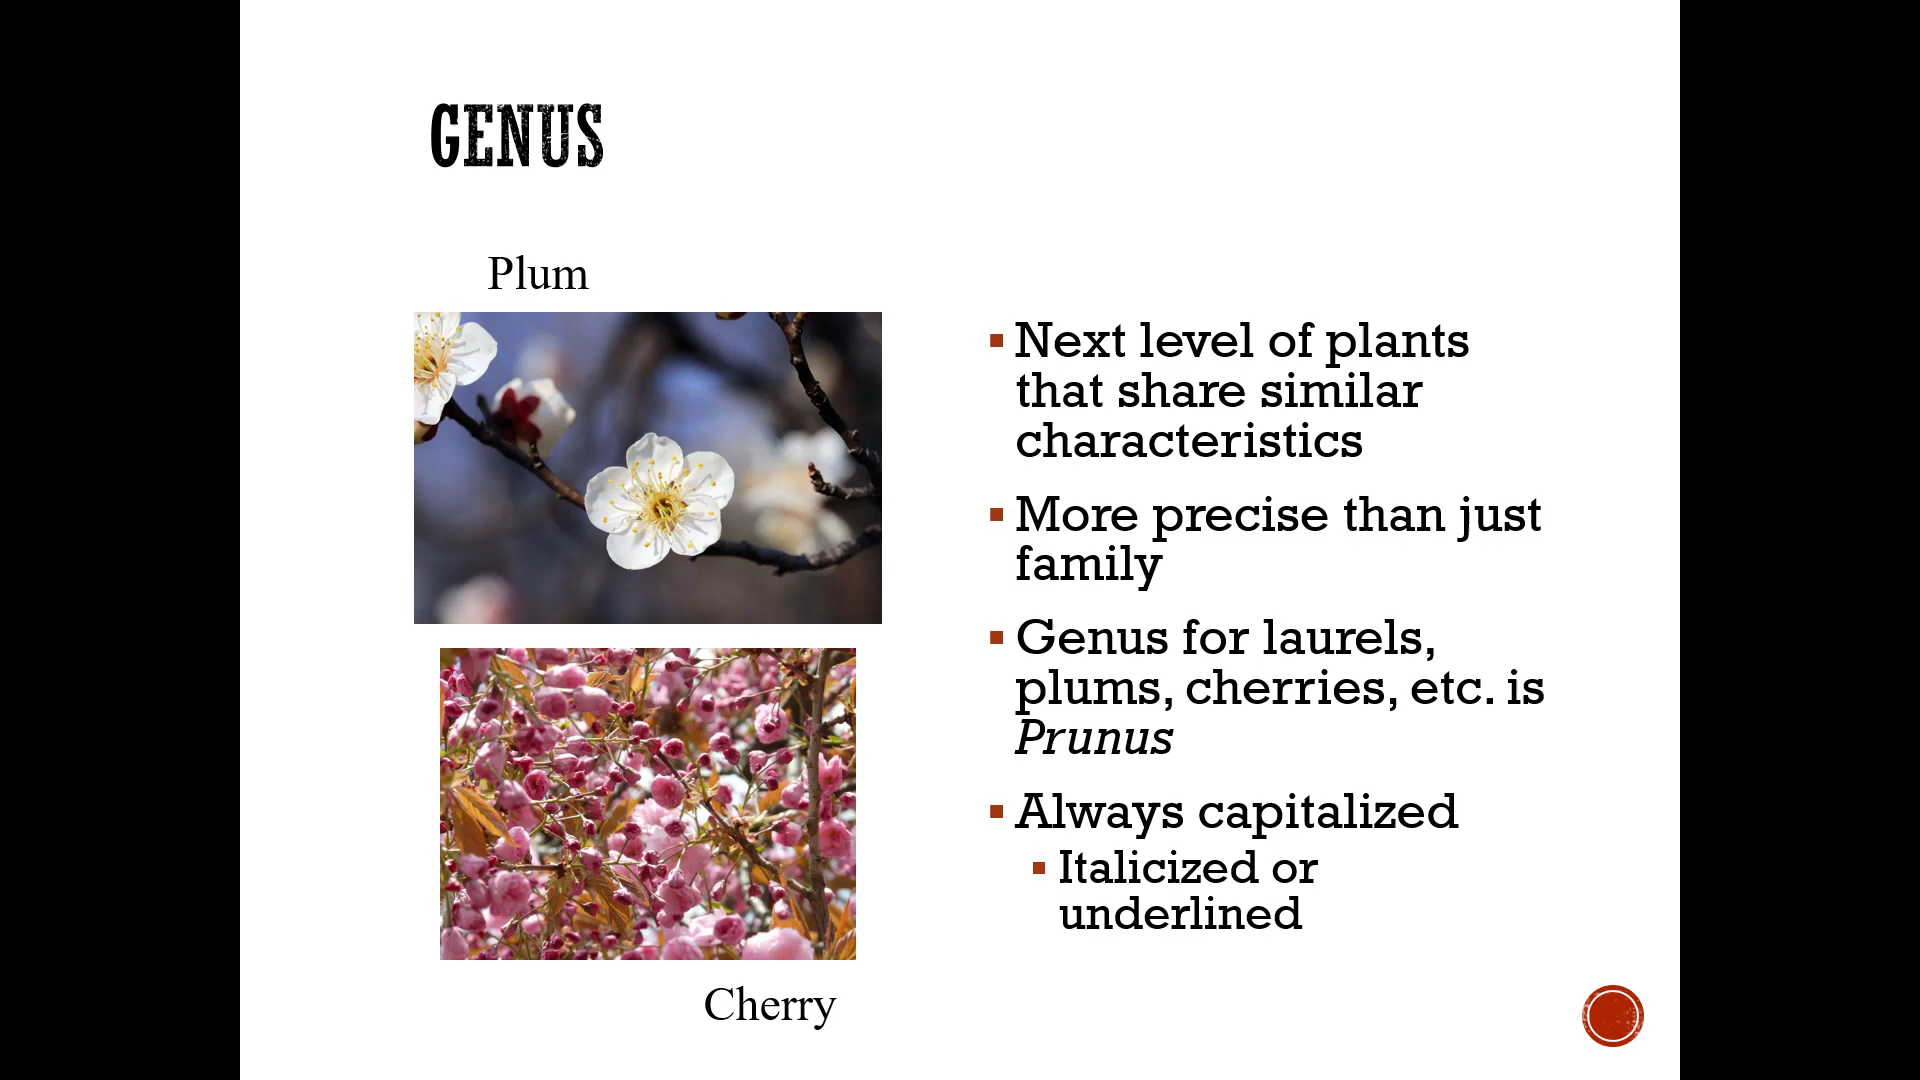 GENUS
Plum
Next level of plants
that share similar
characteristics
More precise than just
family
Genus for laurels,
plums, cherries, etc. is
Prunus
Always capitalized
Italicized or
underlined
Cherry